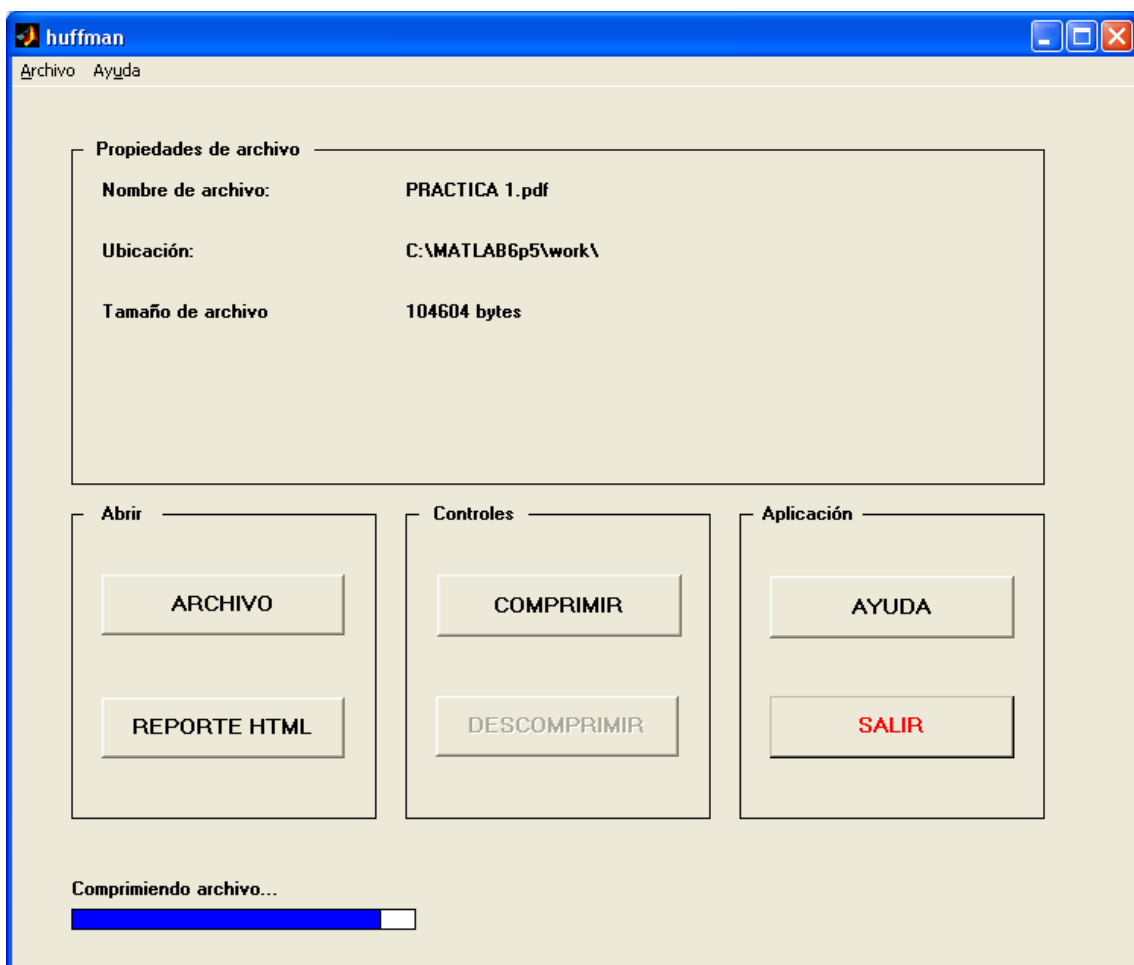 huffman
Archivo Ayuda
Propiedades de archivo
Nombre de archivo: PRACTICA 1.pdf
Ubicación: C:\MATLAB6p5\work\
Tamaño de archivo 104604 bytes
Abrir Controles Aplicación
ARCHIVO COMPRIMIR AYUDA
REPORTE HTML DESCOMPRIMIR SALIR
Comprimiendo archivo...